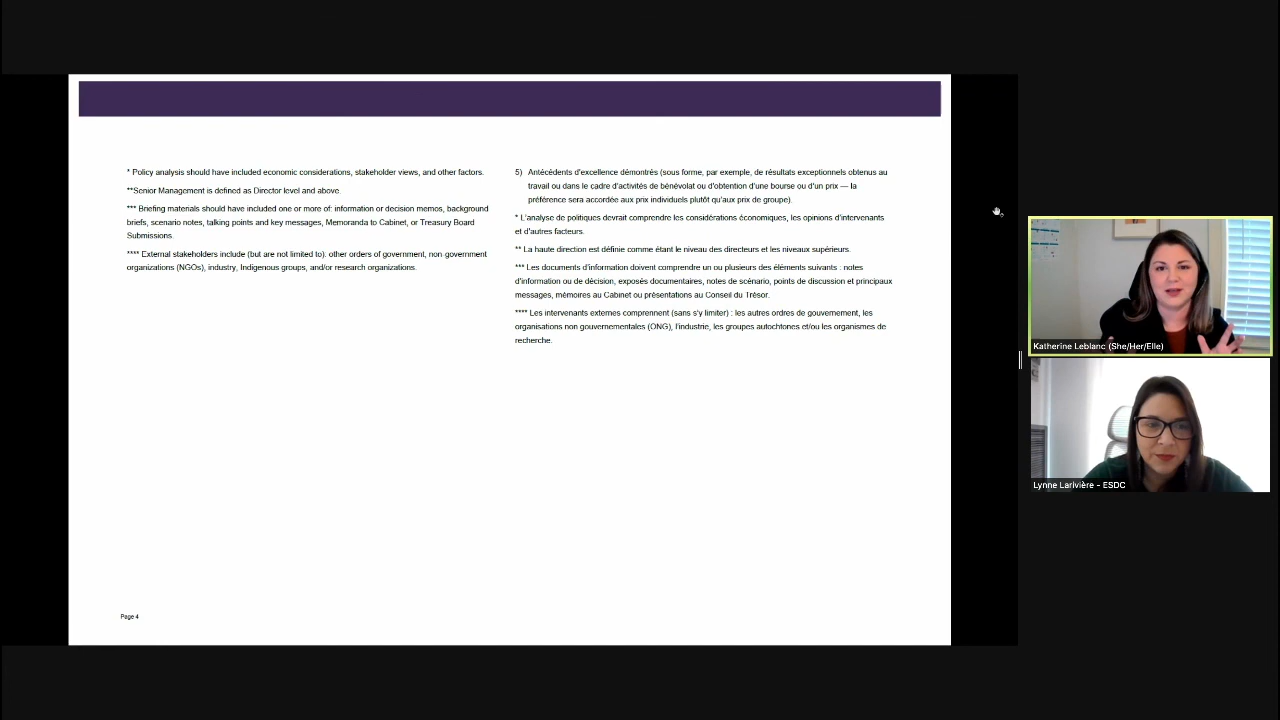 * Policy analysis should have included economic considerations, stakeholder views, and other factors.
**Senior Management is defined as Director level and above.
*** Briefing materials should have included one or more of: information or decision memos, background
briefs, scenario notes, talking points and key messages, Memoranda to Cabinet, or Treasury Board
Submissions.
**** External stakeholders include (but are not limited to): other orders of government, non-government
organizations (NGOs), industry, Indigenous groups, and/or research organizations.
5) Antécédents d'excellence démontrés (sous forme, par exemple, de résultats exceptionnels obtenus au
travail ou dans le cadre d'activités de bénévolat ou d'obtention d'une bourse ou d'un prix — la
préférence sera accordée aux prix individuels plutôt qu'aux prix de groupe).
* L'analyse de politiques devrait comprendre les considérations économiques, les opinions d'intervenants
et d'autres facteurs.
** La haute direction est définie comme étant le niveau des directeurs et les niveaux supérieurs.
*** Les documents d'information doivent comprendre un ou plusieurs des éléments suivants : notes
d'information ou de décision, exposés documentaires, notes de scénario, points de discussion et principaux
messages, mémoires au Cabinet ou présentations au Conseil du Trésor.
**** Les intervenants externes comprennent (sans s'y limiter) : les autres ordres de gouvernement, les
organisations non gouvernementales (ONG), l'industrie, les groupes autochtones et/ou les organismes de
recherche.
Page 4
Katherine Leblanc (She/Her/Elle)
Lynne Larivière - ESDC